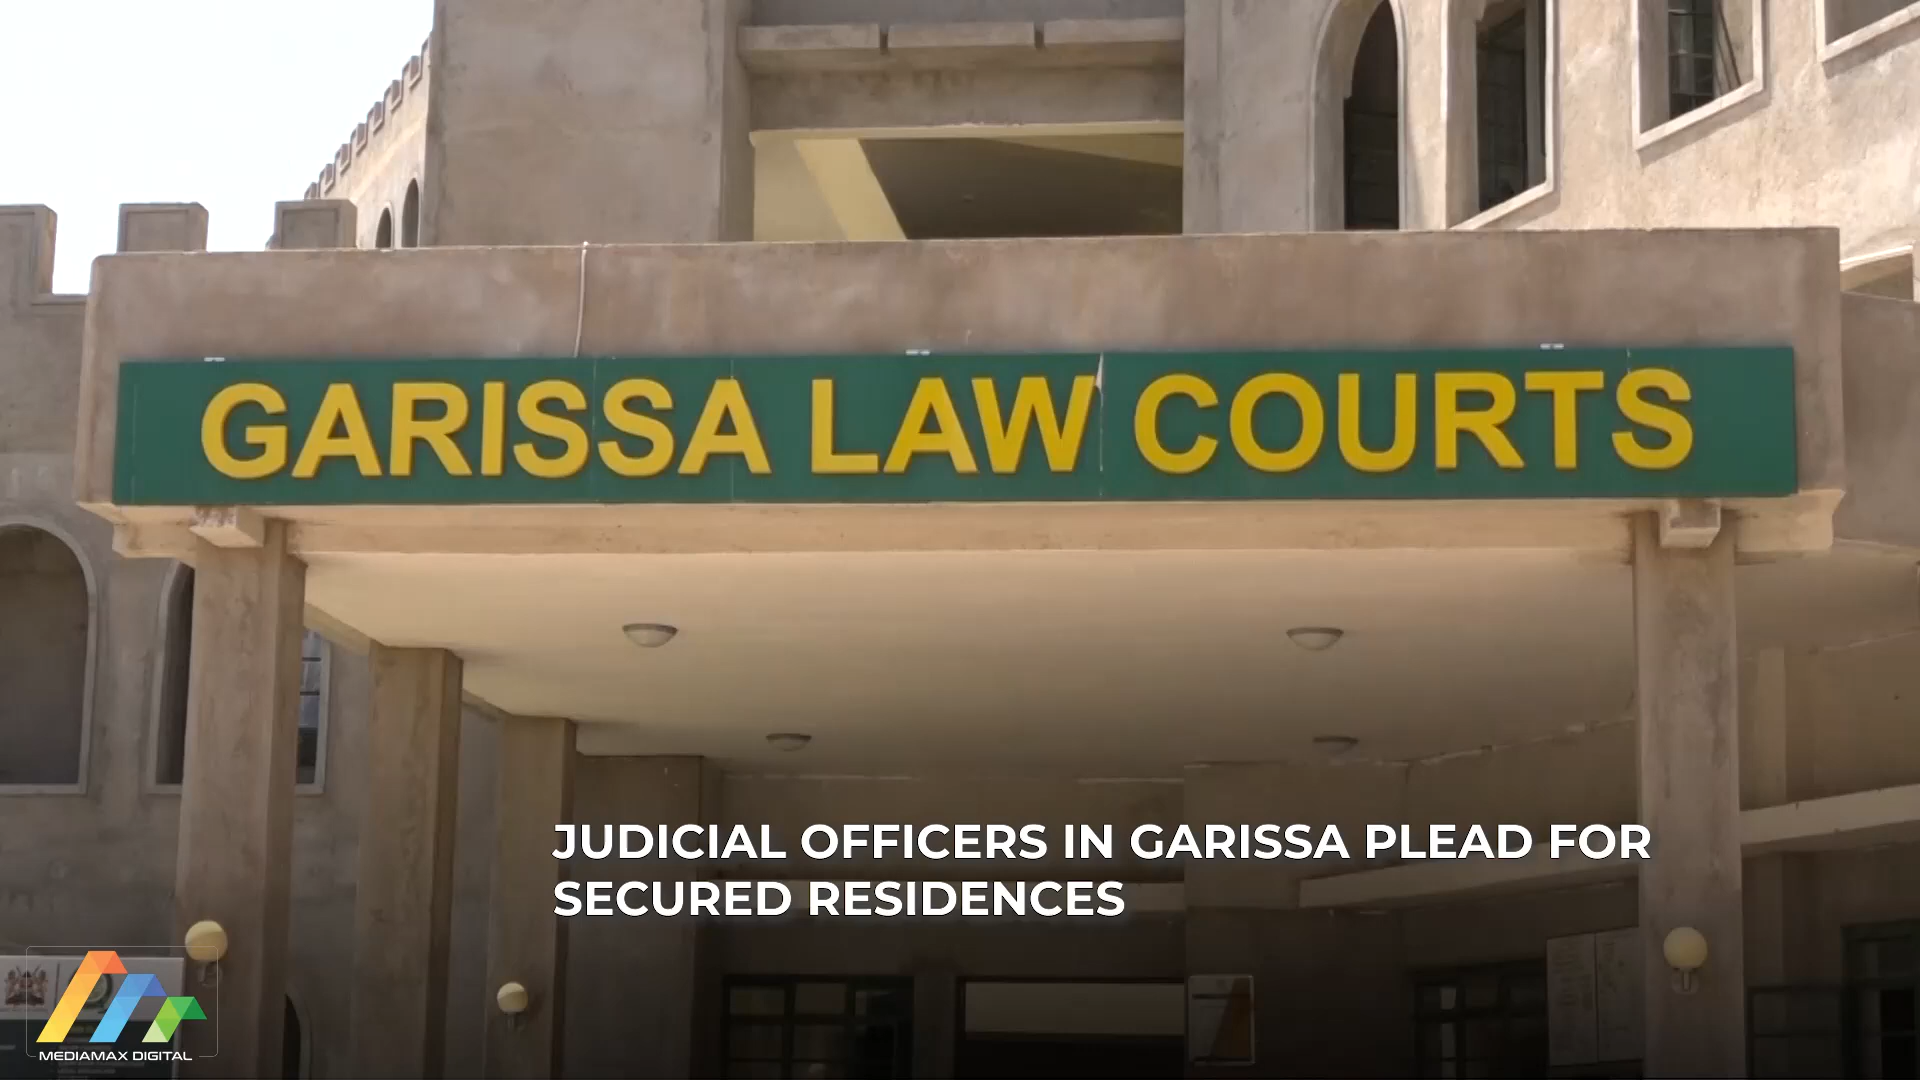 GARISSA LAW COURTS
JUDICIAL OFFICERS IN GARISSA PLEAD FOR
SECURED RESIDENCES
MEDIAMAX DIGITAL